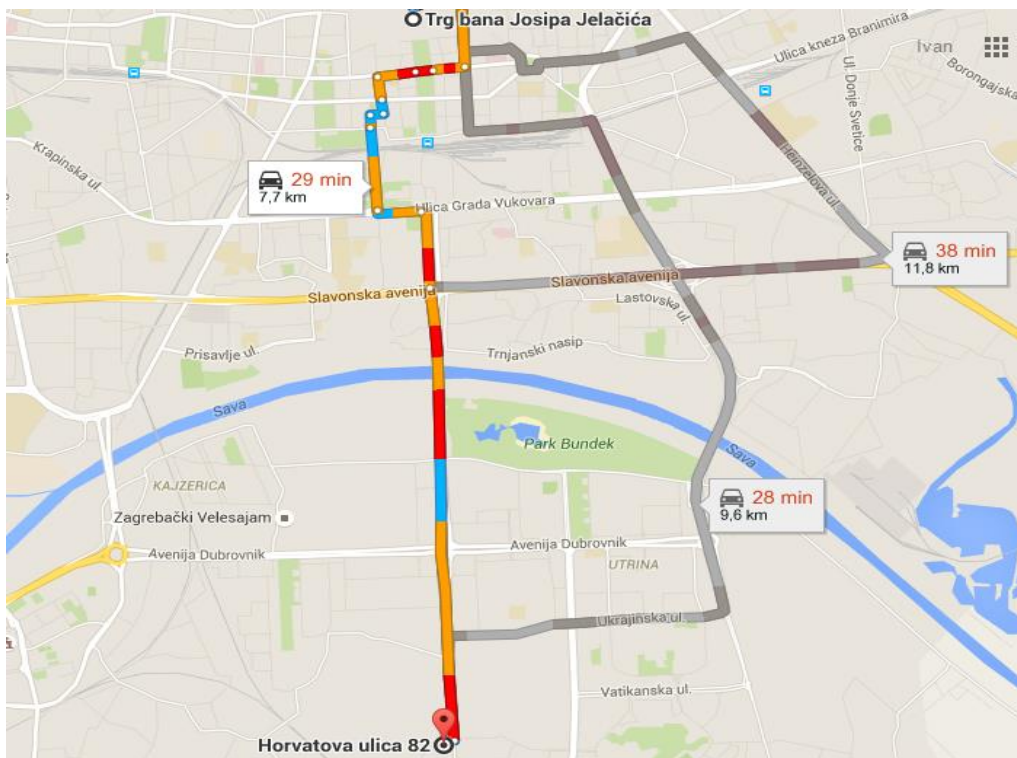 Trg bana Josipa Jelačića
Ulica kneza Branimira
Ivan
Borongajska
Ul. Donje Svetice
Krapinska ul.
Heinzelova ul.
29 min
7,7 km
Ulica Grada Vukovara
38 min
11,8 km
Slavonska avenija
Slavonska avenija
Lastovska ul.
Prisavlje ul.
Trnjanski nasip
Sava
Park Bundek
Sava
KAJZERICA
28 min
9,6 km
Zagrebački Velesajam
Avenija Dubrovnik
Avenija Dubrovnik
UTRINA
Ukrajinska ul.
Vatikanska ul.
Horvatova ulica 82